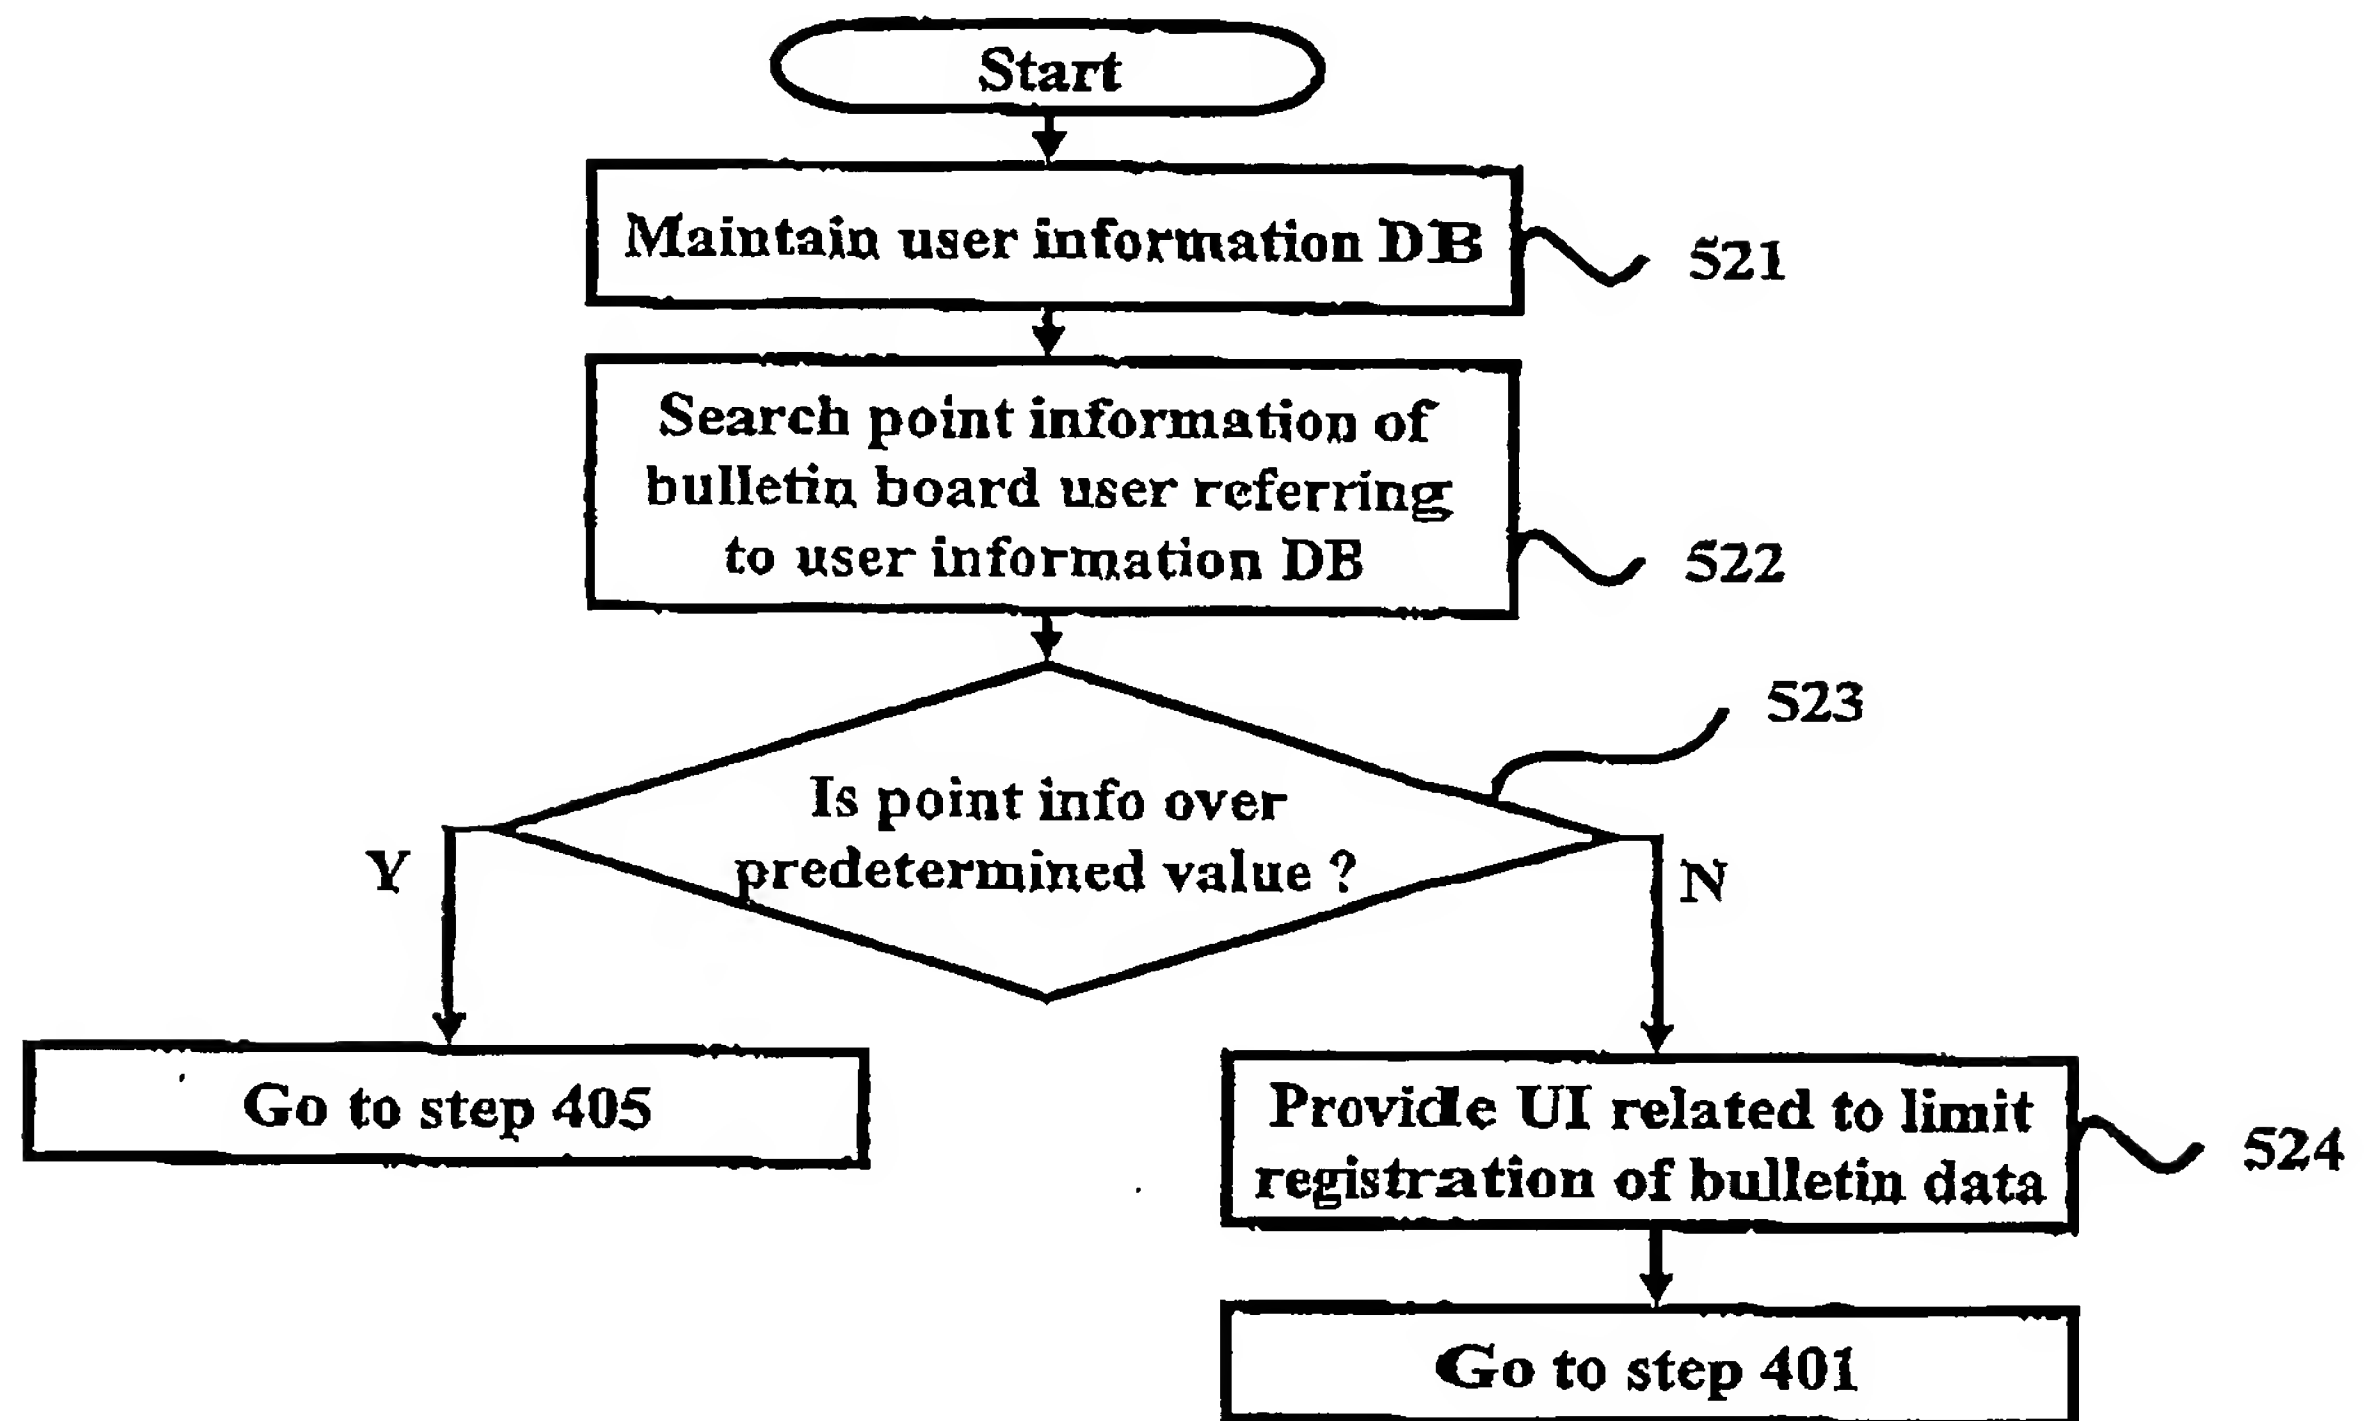 Start
Maintain user information DB
521
Search point information of
bulletin board user referring
to user information DB
522
523
Is point info over
predetermined value ?
Y
N
Go to step 405
Provide UI related to limit
registration of bulletin data
524
Go to step 401